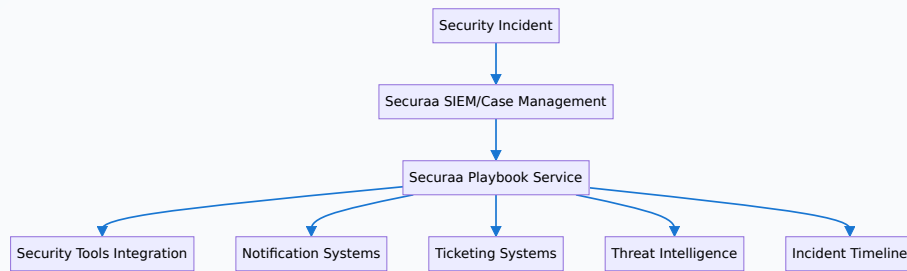 Security Incident
Securaa SIEM/Case Management
Securaa Playbook Service
Security Tools Integration
Notification Systems
Ticketing Systems
Threat Intelligence
Incident Timeline